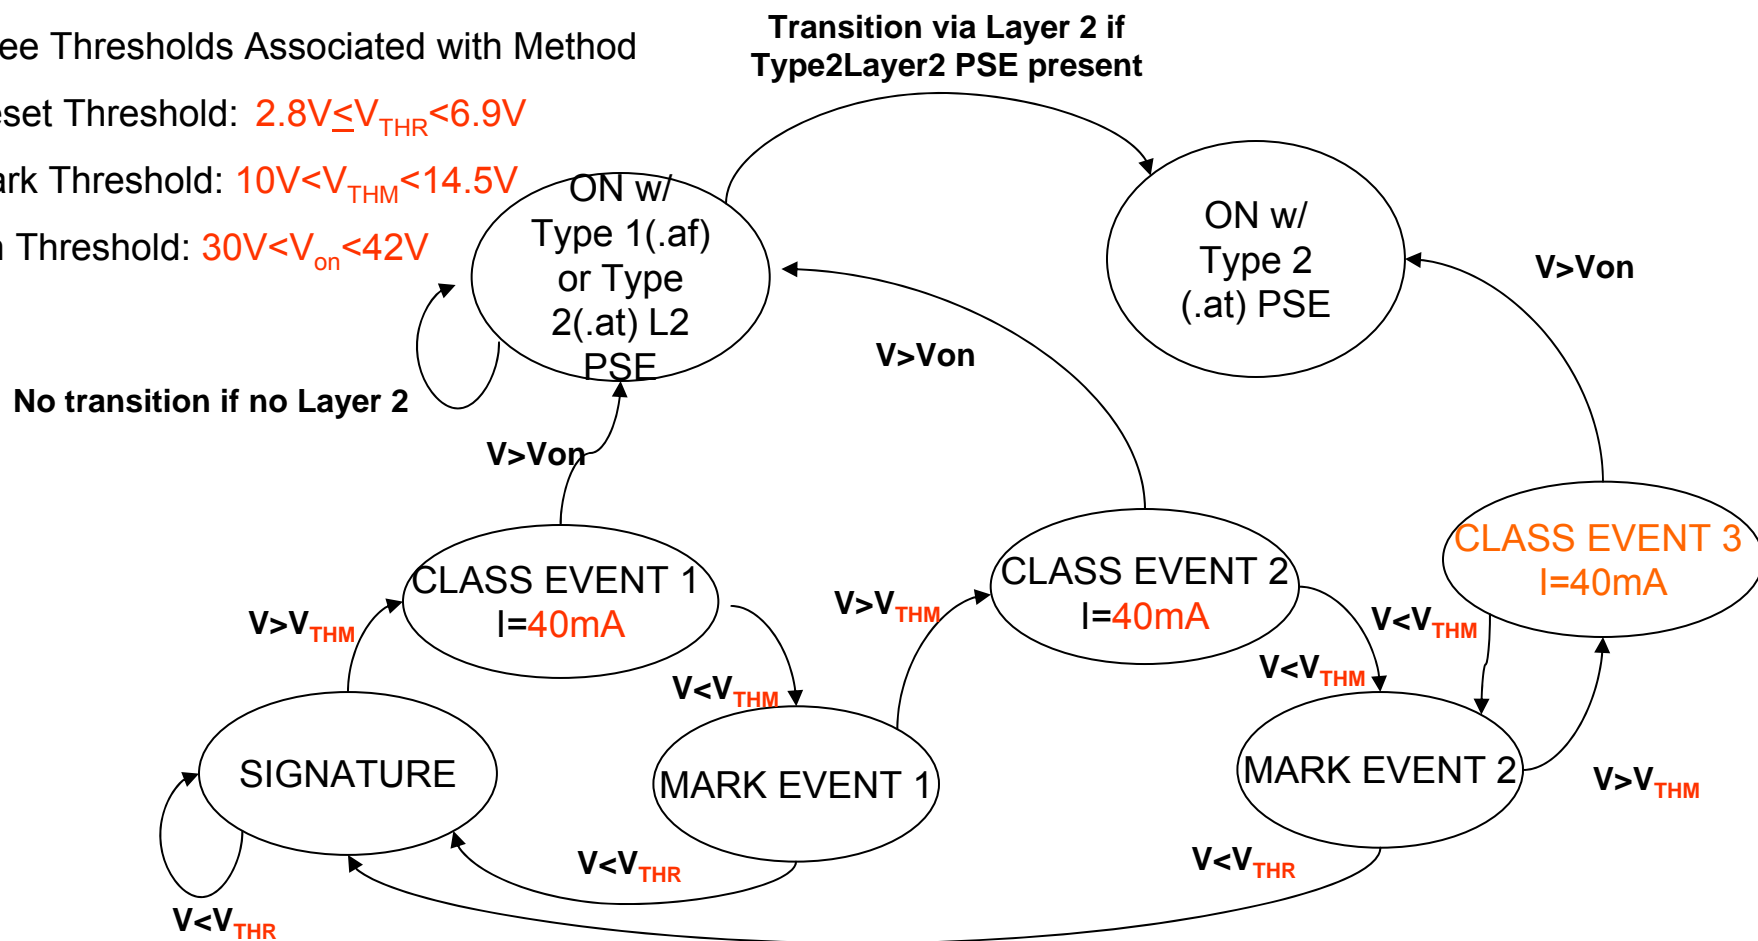 ee Thresholds Associated with Method
eset Threshold: 2.8V≤VTHR<6.9V
ark Threshold: 10V<VTHM<14.5V
n Threshold: 30V<Von<42V
Transition via Layer 2 if
Type2Layer2 PSE present
ON w/
Type 1(.af)
or Type
2(.at) L2
PSE
ON w/
Type 2
(.at) PSE
V>Von
V>Von
No transition if no Layer 2
V>Von
CLASS EVENT 1
I=40mA
CLASS EVENT 2
I=40mA
CLASS EVENT 3
I=40mA
V>VTHM
V<VTHM
V>VTHM
V<VTHM
V<VTHM
V>VTHM
SIGNATURE
MARK EVENT 1
MARK EVENT 2
V<VTHR
V<VTHR
V<VTHR